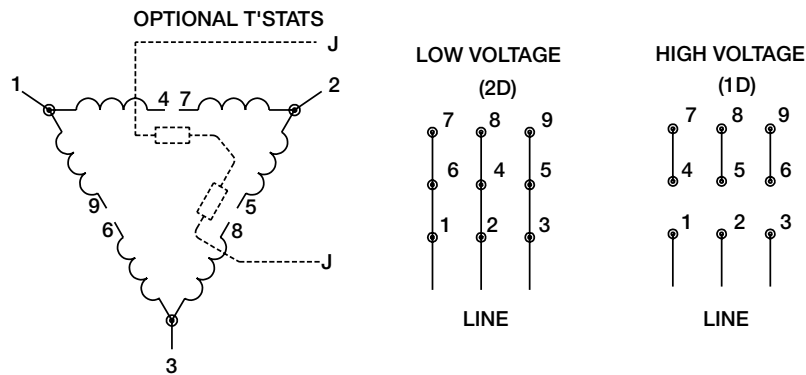 OPTIONAL T'STATS
J
1
4 7
2
9
6
5
8
J
3
LOW VOLTAGE
(2D)
7 8 9
6 4 5
1 2 3
LINE
HIGH VOLTAGE
(1D)
7 8 9
4 5 6
1 2 3
LINE